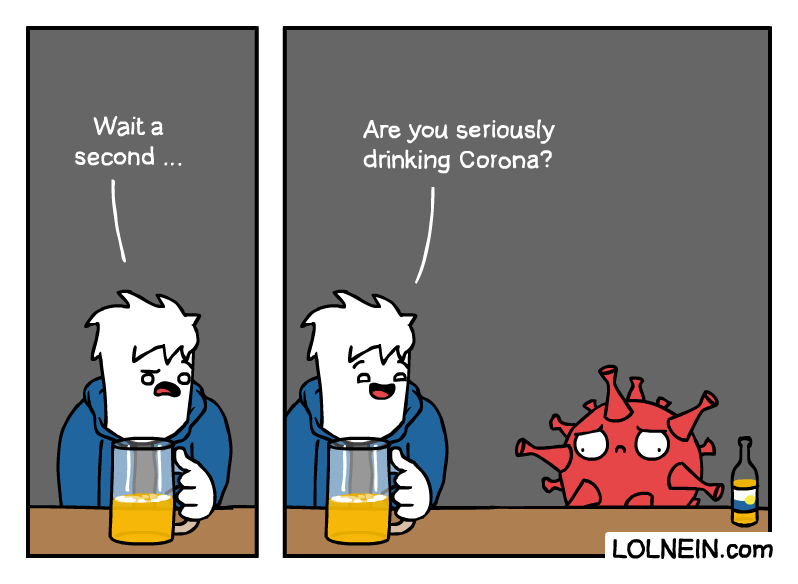 Wait a
second ...
Are you seriously
drinking Corona?
LOLNEIN.com